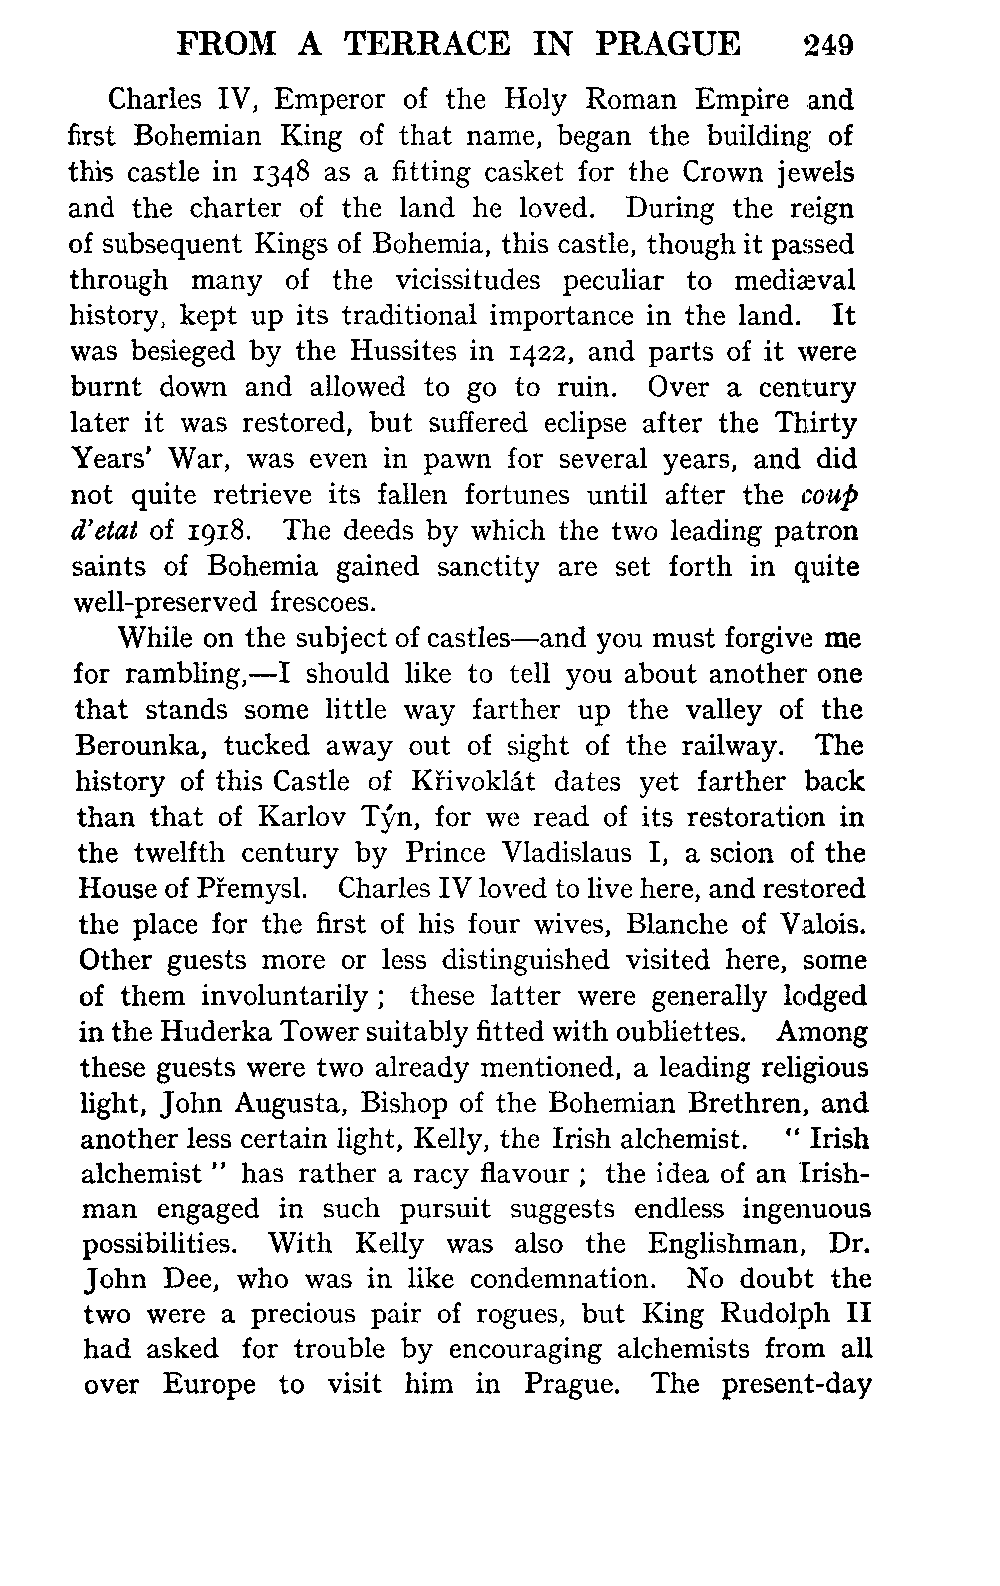 FROM A TERRACE IN PRAGUE 249
Charles IV, Emperor of the Holy Roman Empire and
first Bohemian King of that name, began the building of
this castle in 1348 as a fitting casket for the Crown jewels
and the charter of the land he loved. During the reign
of subsequent Kings of Bohemia, this castle, though it passed
through many of the vicissitudes peculiar to mediæval
history, kept up its traditional importance in the land. It
was besieged by the Hussites in 1422, and parts of it were
burnt down and allowed to go to ruin. Over a century
later it was restored, but suffered eclipse after the Thirty
Years' War, was even in pawn for several years, and did
not quite retrieve its fallen fortunes until after the coup
d'etat of 1918. The deeds by which the two leading patron
saints of Bohemia gained sanctity are set forth in quite
well-preserved frescoes.
While on the subject of castles—and you must forgive me
for rambling,—I should like to tell you about another one
that stands some little way farther up the valley of the
Berounka, tucked away out of sight of the railway. The
history of this Castle of Křivoklát dates yet farther back
than that of Karlov Týn, for we read of its restoration in
the twelfth century by Prince Vladislaus I, a scion of the
House of Přemysl. Charles IV loved to live here, and restored
the place for the first of his four wives, Blanche of Valois.
Other guests more or less distinguished visited here, some
of them involuntarily ; these latter were generally lodged
in the Huderka Tower suitably fitted with oubliettes. Among
these guests were two already mentioned, a leading religious
light, John Augusta, Bishop of the Bohemian Brethren, and
another less certain light, Kelly, the Irish alchemist. " Irish
alchemist " has rather a racy flavour ; the idea of an Irish-
man engaged in such pursuit suggests endless ingenuous
possibilities. With Kelly was also the Englishman, Dr.
John Dee, who was in like condemnation. No doubt the
two were a precious pair of rogues, but King Rudolph II
had asked for trouble by encouraging alchemists from all
over Europe to visit him in Prague. The present-day